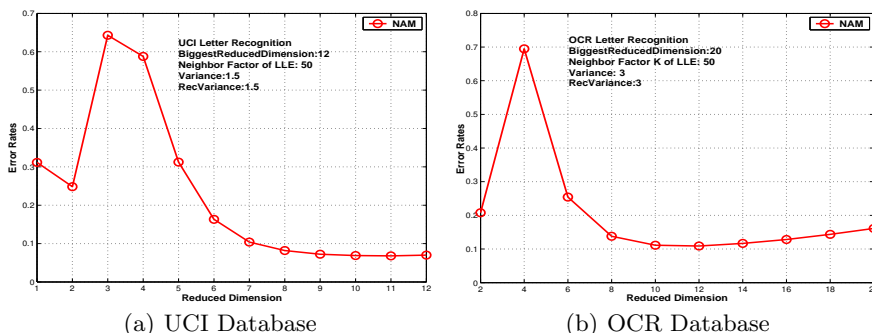 NAM
UCI Letter Recognition
BiggestReducedDimension:12
Neighbor Factor of LLE: 50
Variance:1.5
RecVariance:1.5
Error Rates
0.7
0.6
0.5
0.4
0.3
0.2
0.1
0
1 2 3 4 5 6 7 8 9 10 11 12
Reduced Dimension
(a) UCI Database
NAM
OCR Letter Recognition
BiggestReducedDimension:20
Neighbor Factor K of LLE: 50
Variance: 3
RecVariance:3
Error Rates
0.8
0.7
0.6
0.5
0.4
0.3
0.2
0.1
0
2 4 6 8 10 12 14 16 18
Reduced Dimension
(b) OCR Database